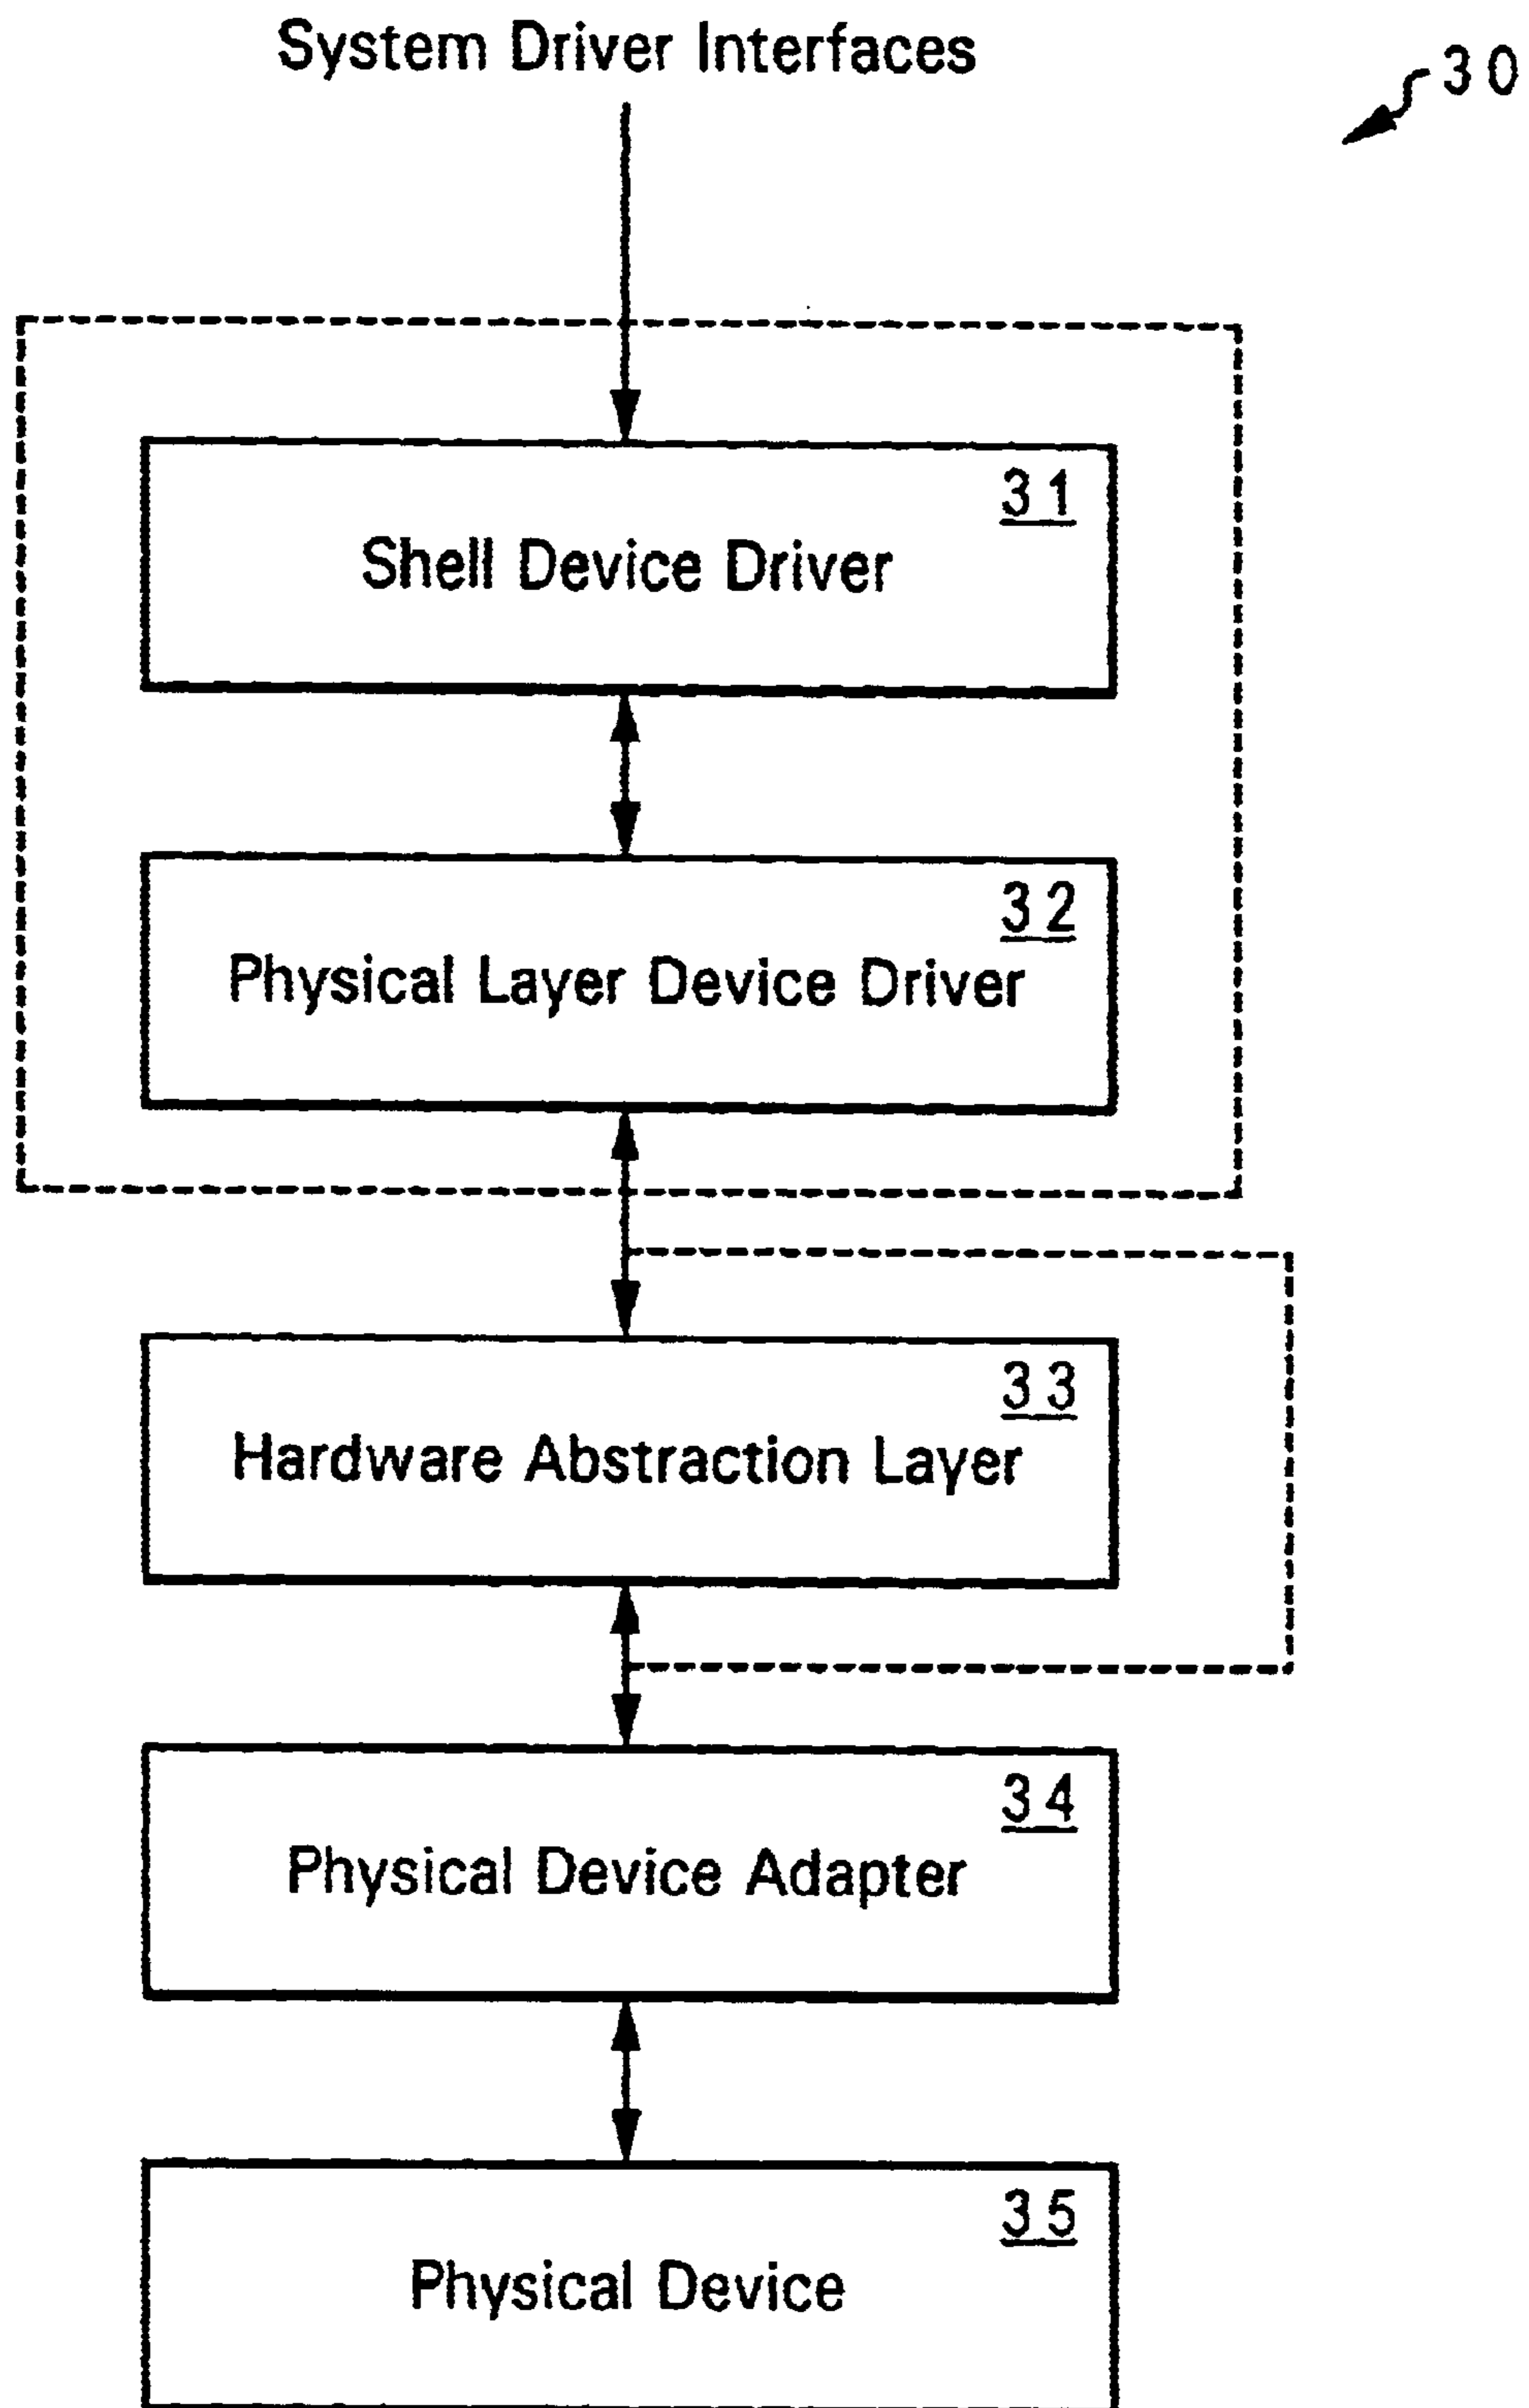 System Driver Interfaces
30
31
Shell Device Driver
32
Physical Layer Device Driver
33
Hardware Abstraction Layer
34
Physical Device Adapter
35
Physical Device